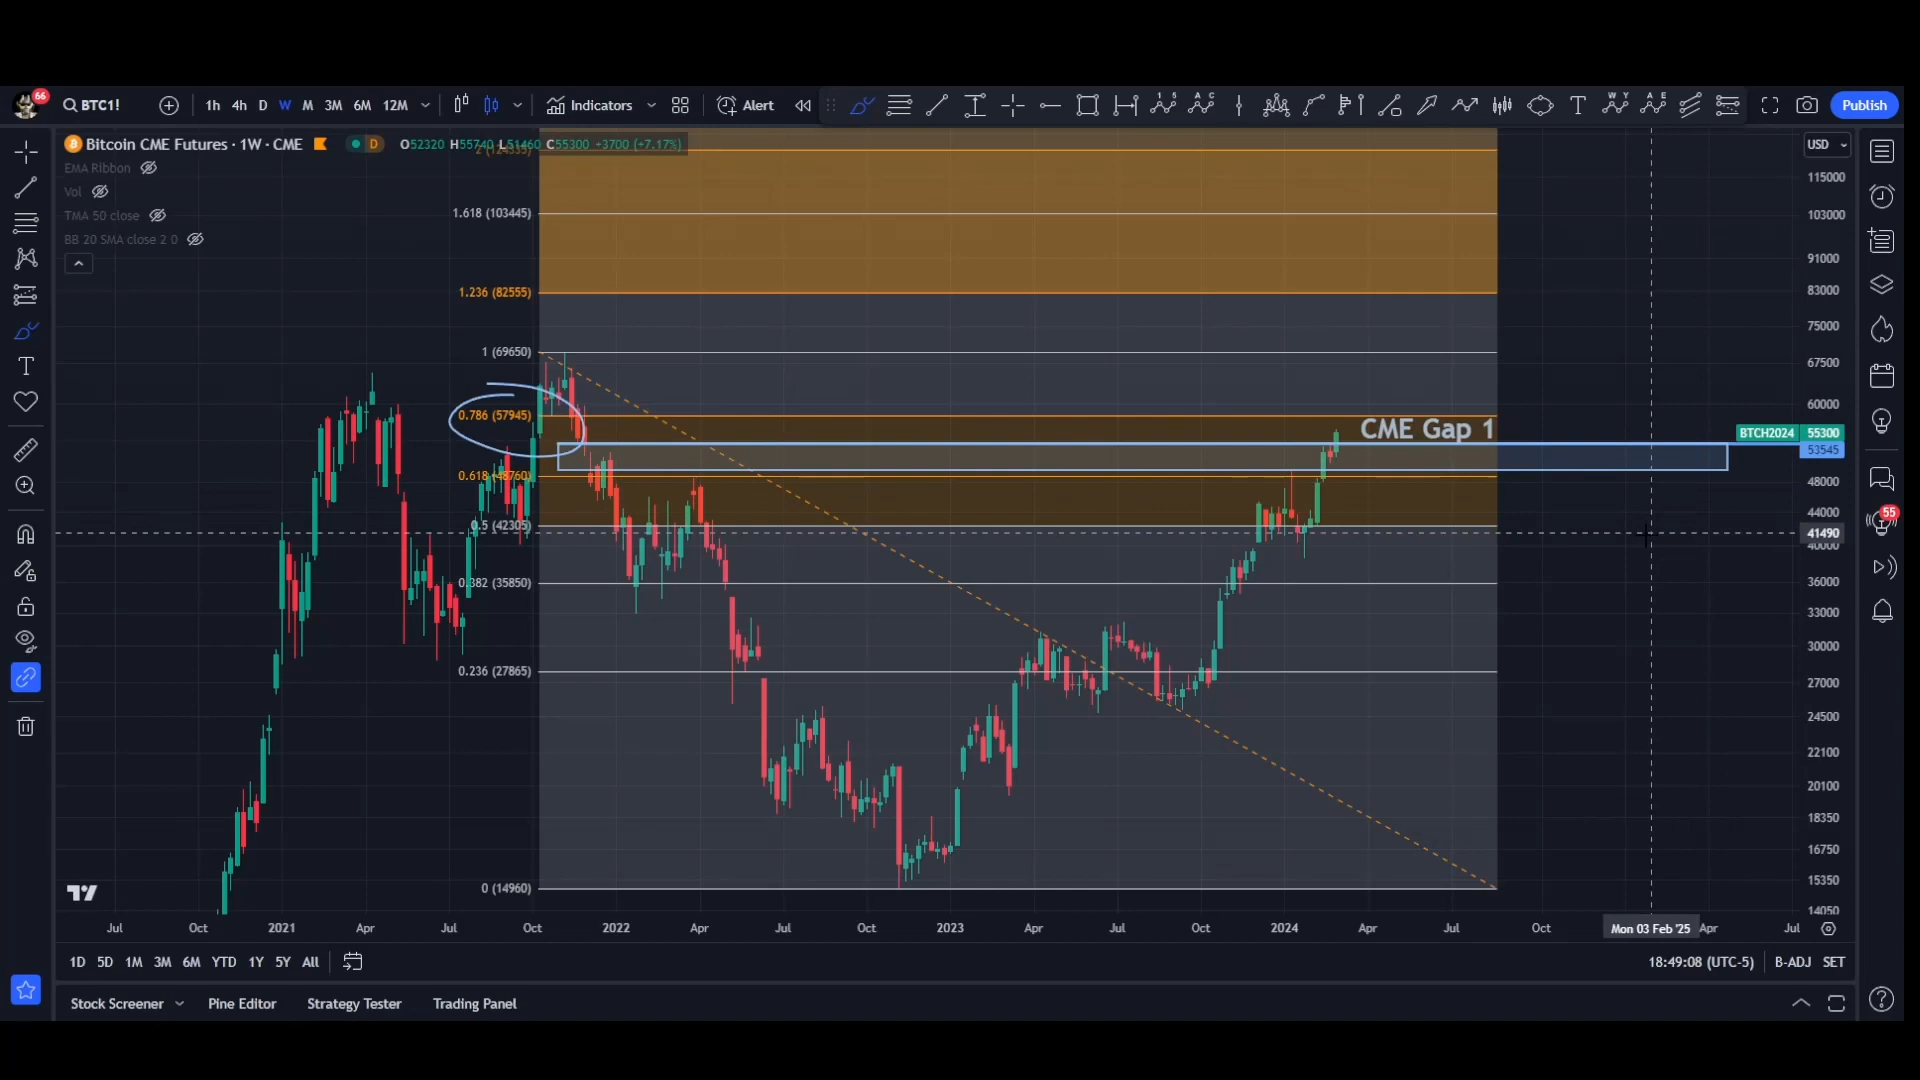 66
BTC1!
1h 4h D W M 3M 6M 12M
Indicators
Alert
Publish
Bitcoin CME Futures · 1W · CME
D
O52320 H55740 L51460 C55300 +3700 (+7.17%)
USD
EMA Ribbon
Vol
TMA 50 close
BB 20 SMA close 2 0
1.618 (103445)
1.236 (82555)
1 (69650)
0.786 (57945)
0.618 (48760)
0.5 (42305)
0.382 (35850)
0.236 (27865)
0 (14960)
CME Gap 1
115000
103000
91000
83000
75000
67500
60000
BTCH2024 55300
53545
48000
44000
41490
40000
36000
33000
30000
27000
24500
22100
20100
18350
16750
15350
14050
55
Jul Oct 2021 Apr Jul Oct 2022 Apr Jul Oct 2023 Apr Jul Oct 2024 Apr Jul Oct Mon 03 Feb '25 Apr Jul
1D 5D 1M 3M 6M YTD 1Y 5Y All
18:49:08 (UTC-5) B-ADJ SET
Stock Screener Pine Editor Strategy Tester Trading Panel